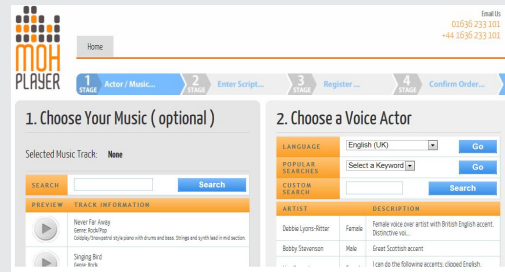 Email Us
01636 233 101
+44 1636 233 101
Home
MOH
PLAYER
1
STAGE
Actor / Music...
2
STAGE
Enter Script...
3
STAGE
Register ...
4
STAGE
Confirm Order...
1. Choose Your Music ( optional )
Selected Music Track: None
SEARCH
Search
PREVIEW TRACK INFORMATION
Never Far Away
Genre: Rock/Pop
Coldplay/Snowpatrol style piano with drums and bass. Strings and synth lead in mid section.
Singing Bird
Genre: Rock
2. Choose a Voice Actor
LANGUAGE English (UK) Go
POPULAR
SEARCHES
Select a Keyword Go
CUSTOM
SEARCH
Search
ARTIST DESCRIPTION
Debbie Lyons-Ritter Female Female voice over artist with British English accent.
Distinctive voi...
Bobby Stevenson Male Great Scottish accent
I can do the following accents: clipped English,